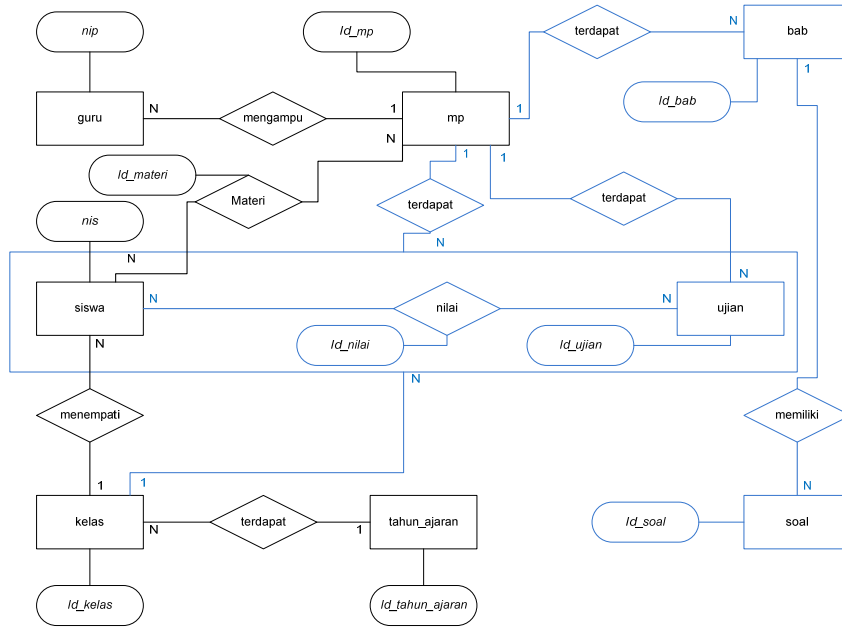 nip
Id_mp
terdapat
N
bab
1
Id_bab
guru
N
mengampu
1
mp
1
N
1
1
Id_materi
Materi
terdapat
terdapat
nis
N
N
N
siswa
N
nilai
N
ujian
N
Id_nilai
Id_ujian
N
menempati
memiliki
1
1
N
kelas
N
terdapat
1
tahun_ajaran
Id_soal
soal
Id_kelas
Id_tahun_ajaran